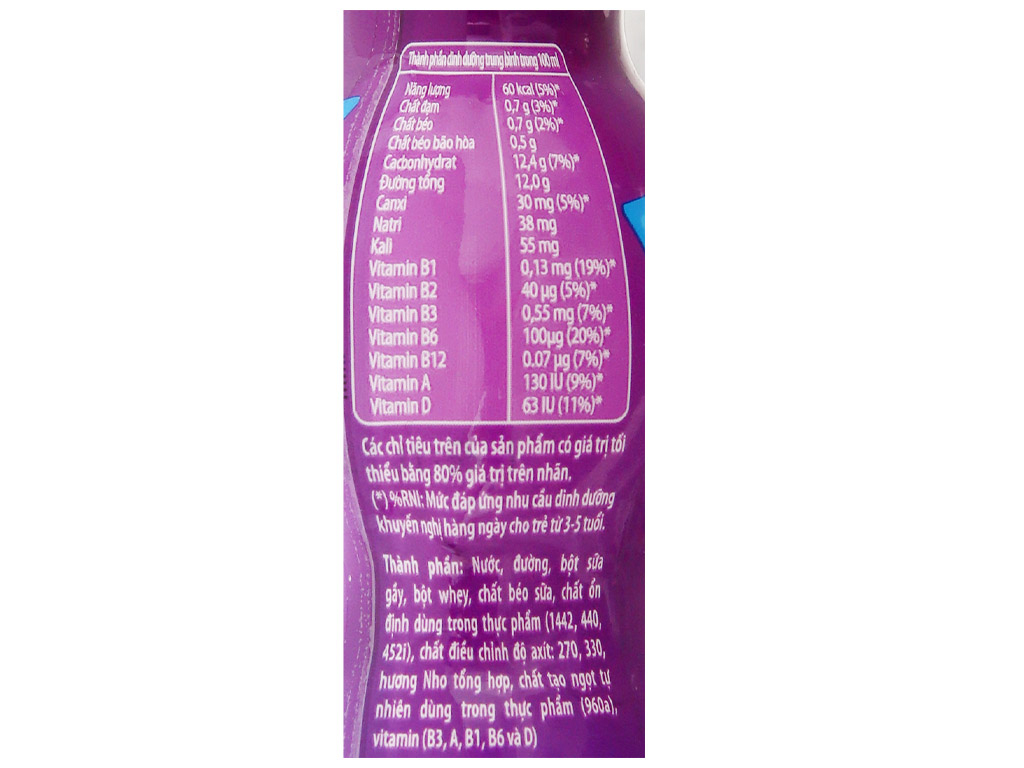 Thành phần dinh dưỡng trung bình trong 100 ml
Năng lượng 60 kcal (5%)*
Chất đạm 0,7 g (3%)*
Chất béo 0,7 g (2%)*
Chất béo bão hòa 0,5 g
Cacbonhydrat 12,4 g (7%)*
Đường tổng 12,0 g
Canxi 30 mg (5%)*
Natri 38 mg
Kali 55 mg
Vitamin B1 0,13 mg (19%)*
Vitamin B2 40 µg (5%)*
Vitamin B3 0,55 mg (7%)*
Vitamin B6 100µg (20%)*
Vitamin B12 0.07 µg (7%)*
Vitamin A 130 IU (9%)*
Vitamin D 63 IU (11%)*
Các chỉ tiêu trên của sản phẩm có giá trị tối
thiểu bằng 80% giá trị trên nhãn.
(*) %RNI: Mức đáp ứng nhu cầu dinh dưỡng
khuyến nghị hàng ngày cho trẻ từ 3-5 tuổi.
Thành phần: Nước, đường, bột sữa
gầy, bột whey, chất béo sữa, chất ổn
định dùng trong thực phẩm (1442, 440,
452i), chất điều chỉnh độ axít: 270, 330,
hương Nho tổng hợp, chất tạo ngọt tự
nhiên dùng trong thực phẩm (960a),
vitamin (B3, A, B1, B6 và D)